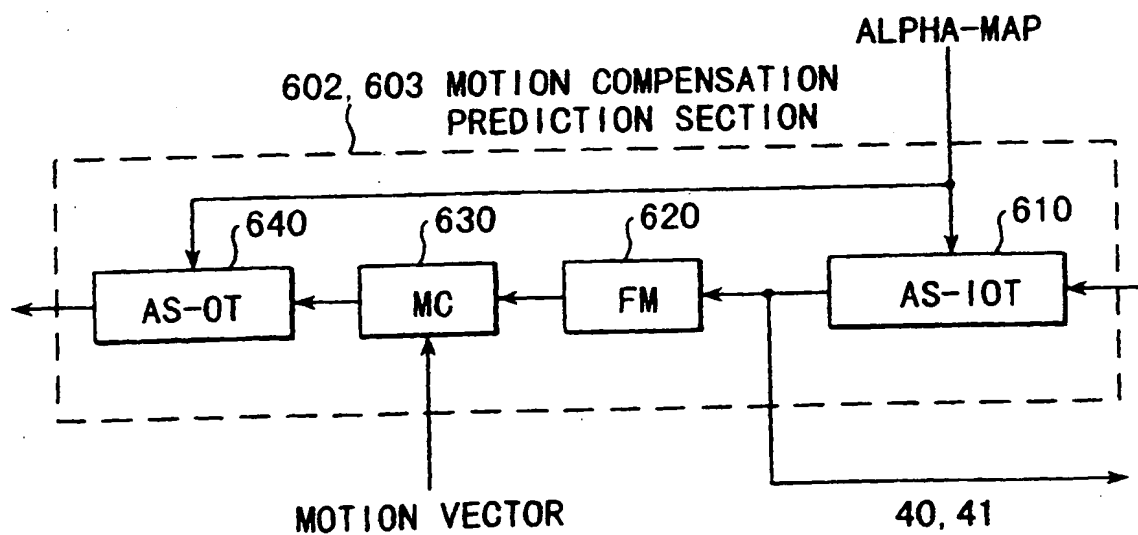 ALPHA-MAP
602, 603 MOTION COMPENSATION
PREDICTION SECTION
640
630
620
610
AS-OT
MC
FM
AS-IOT
MOTION VECTOR
40, 41